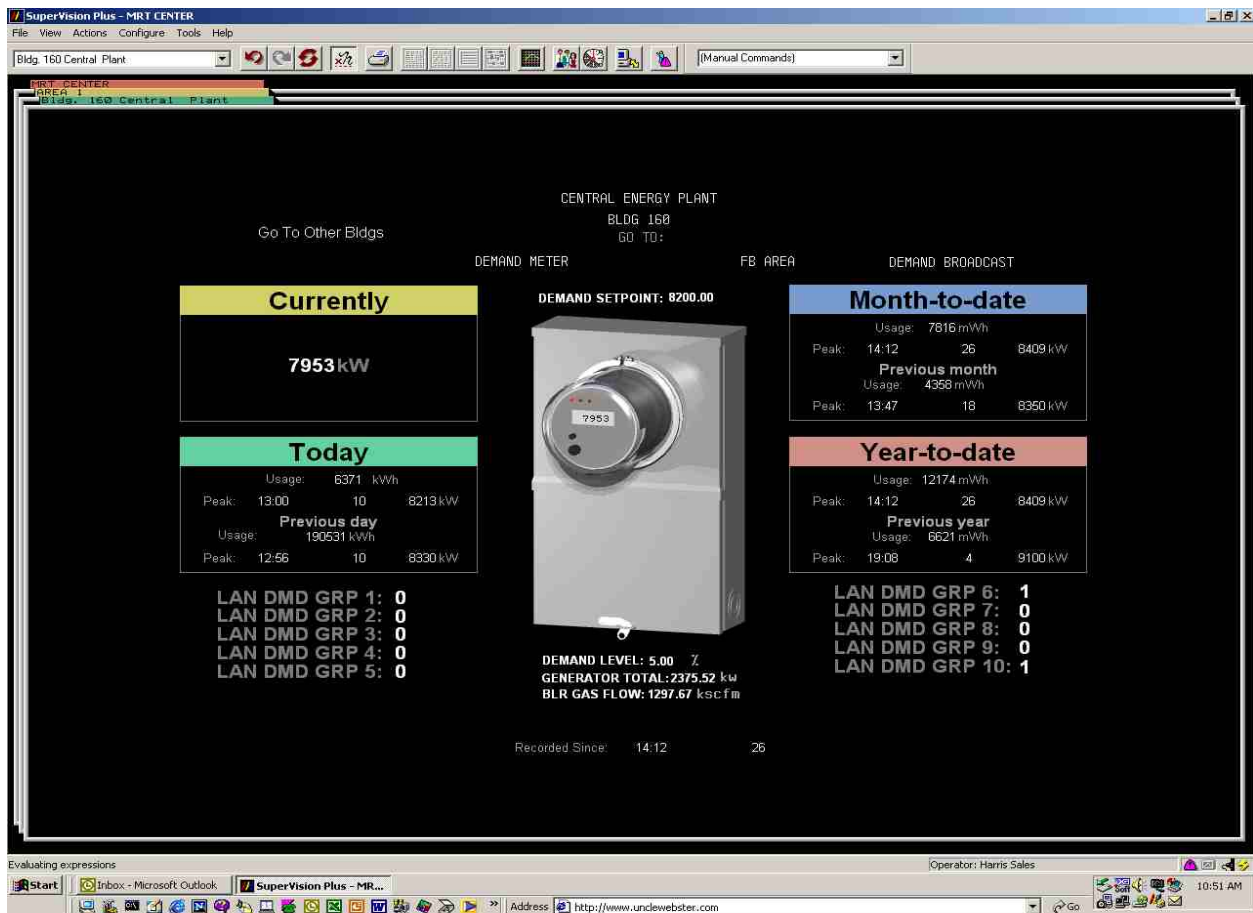 SuperVision Plus - MRT CENTER
File View Actions Configure Tools Help
Bldg. 160 Central Plant
(Manual Commands)
MRT CENTER
AREA 1
Bldg. 160 Central Plant
CENTRAL ENERGY PLANT
BLDG 160
Go To Other Bldgs
GO TO:
DEMAND METER FB AREA DEMAND BROADCAST
Currently
7953 kW
DEMAND SETPOINT: 8200.00
7953
Month-to-date
Usage: 7816 mWh
Peak: 14:12 26 8409 kW
Previous month
Usage: 4358 mWh
Peak: 13:47 18 8350 kW
Today
Usage: 6371 kWh
Peak: 13:00 10 8213 kW
Previous day
Usage: 190531 kWh
Peak: 12:56 10 8330 kW
Year-to-date
Usage: 12174 mWh
Peak: 14:12 26 8409 kW
Previous year
Usage: 6621 mWh
Peak: 19:08 4 9100 kW
LAN DMD GRP 1: 0
LAN DMD GRP 2: 0
LAN DMD GRP 3: 0
LAN DMD GRP 4: 0
LAN DMD GRP 5: 0
LAN DMD GRP 6: 1
LAN DMD GRP 7: 0
LAN DMD GRP 8: 0
LAN DMD GRP 9: 0
LAN DMD GRP 10: 1
DEMAND LEVEL: 5.00 %
GENERATOR TOTAL: 2375.52 kw
BLR GAS FLOW: 1297.67 kscfm
Recorded Since: 14:12 26
Evaluating expressions
Operator: Harris Sales
Start
Inbox - Microsoft Outlook
SuperVision Plus - MR...
10:51 AM
Address http://www.unclewebster.com
Go